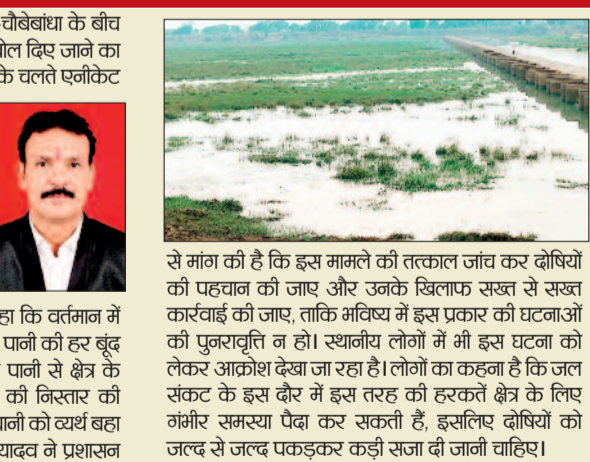 -चौबेबांधा के बीच
दिए जाने का
के चलते एनीकेट
कि वर्तमान में
पानी की हर बूंद
पानी से क्षेत्र के
की निस्तार की
को व्यर्थ बहा
यादव ने प्रशासन
से मांग की है कि इस मामले की तत्काल जांच कर दोषियों
की पहचान की जाए और उनके खिलाफ सख्त से सख्त
कार्रवाई की जाए, ताकि भविष्य में इस प्रकार की घटनाओं
की पुनरावृत्ति न हो। स्थानीय लोगों में भी इस घटना को
लेकर आक्रोश देखा जा रहा है। लोगों का कहना है कि जल
संकट के इस दौर में इस तरह की हरकतें क्षेत्र के लिए
गंभीर समस्या पैदा कर सकती हैं, इसलिए दोषियों को
जल्द से जल्द पकड़कर कड़ी सजा दी जानी चाहिए।